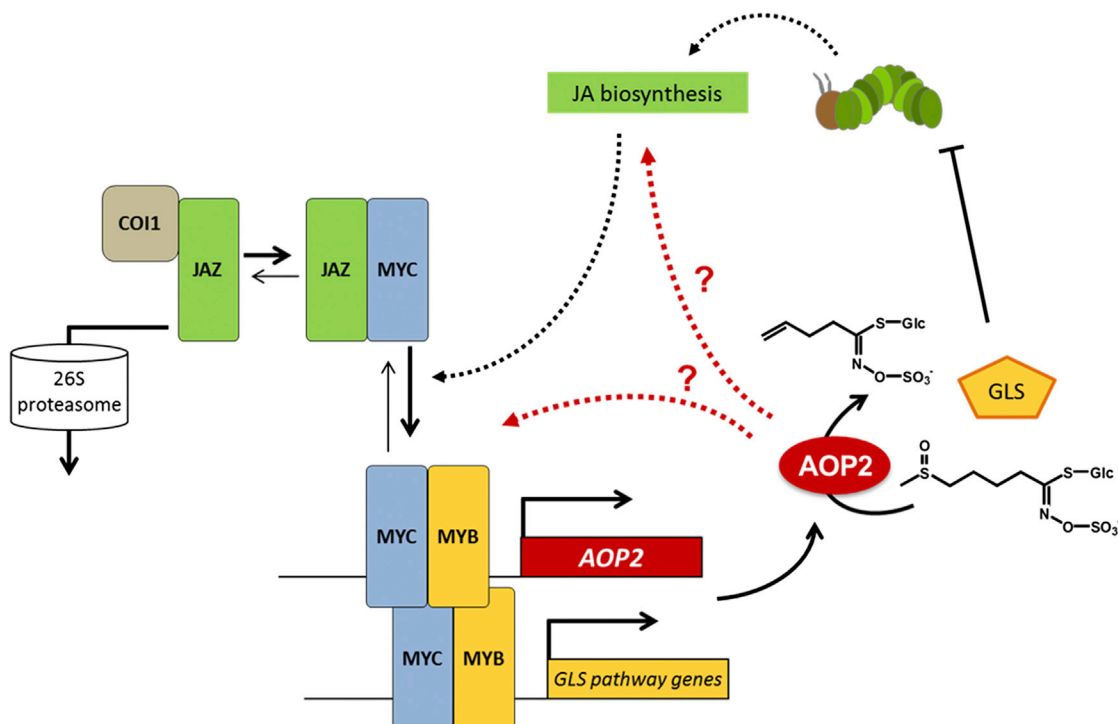 JA biosynthesis
COI1
JAZ
JAZ
MYC
?
?
26S
proteasome
S
Glc
N
O
SO3-
GLS
AOP2
O
S
S
Glc
N
O
SO3-
MYC
MYB
AOP2
MYC
MYB
GLS pathway genes